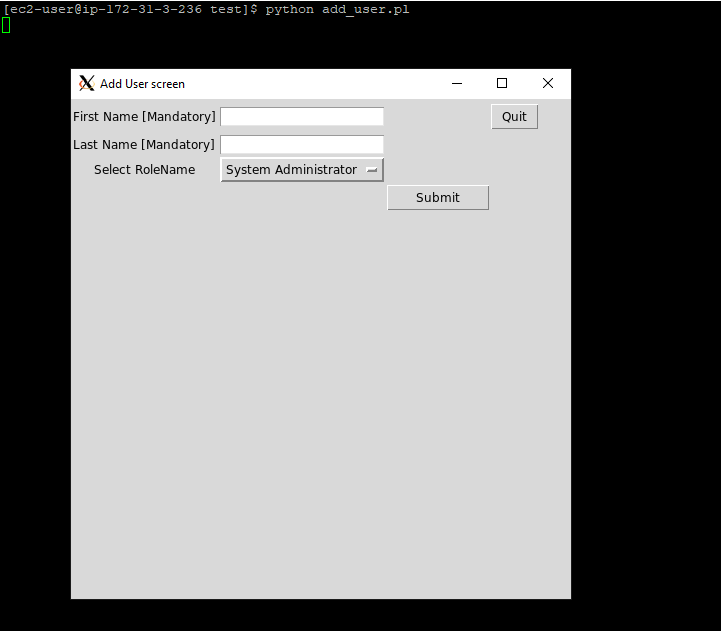 [ec2-user@ip-172-31-3-236 test]$ python add_user.pl
Add User screen
First Name [Mandatory] Quit
Last Name [Mandatory]
Select RoleName System Administrator
Submit